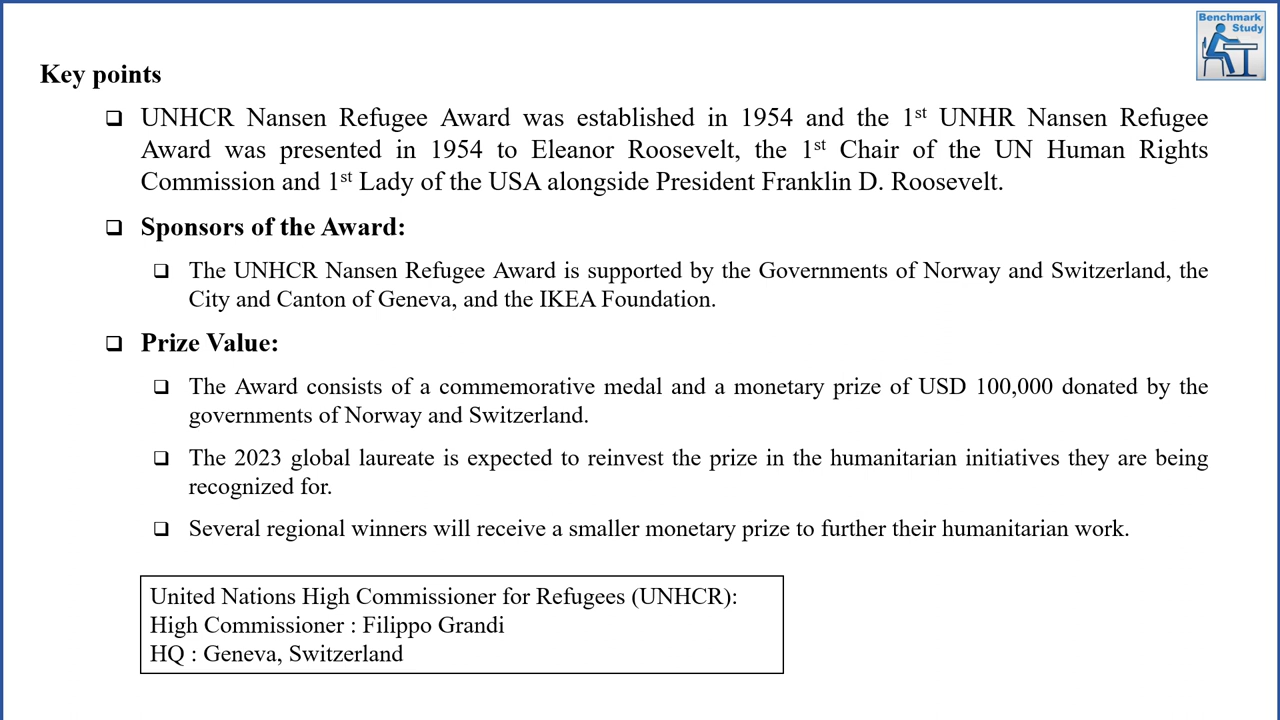 Benchmark
Study
Key points
❑ UNHCR Nansen Refugee Award was established in 1954 and the 1st UNHR Nansen Refugee
Award was presented in 1954 to Eleanor Roosevelt, the 1st Chair of the UN Human Rights
Commission and 1st Lady of the USA alongside President Franklin D. Roosevelt.
❑ Sponsors of the Award:
❑ The UNHCR Nansen Refugee Award is supported by the Governments of Norway and Switzerland, the
City and Canton of Geneva, and the IKEA Foundation.
❑ Prize Value:
❑ The Award consists of a commemorative medal and a monetary prize of USD 100,000 donated by the
governments of Norway and Switzerland.
❑ The 2023 global laureate is expected to reinvest the prize in the humanitarian initiatives they are being
recognized for.
❑ Several regional winners will receive a smaller monetary prize to further their humanitarian work.
United Nations High Commissioner for Refugees (UNHCR):
High Commissioner : Filippo Grandi
HQ : Geneva, Switzerland